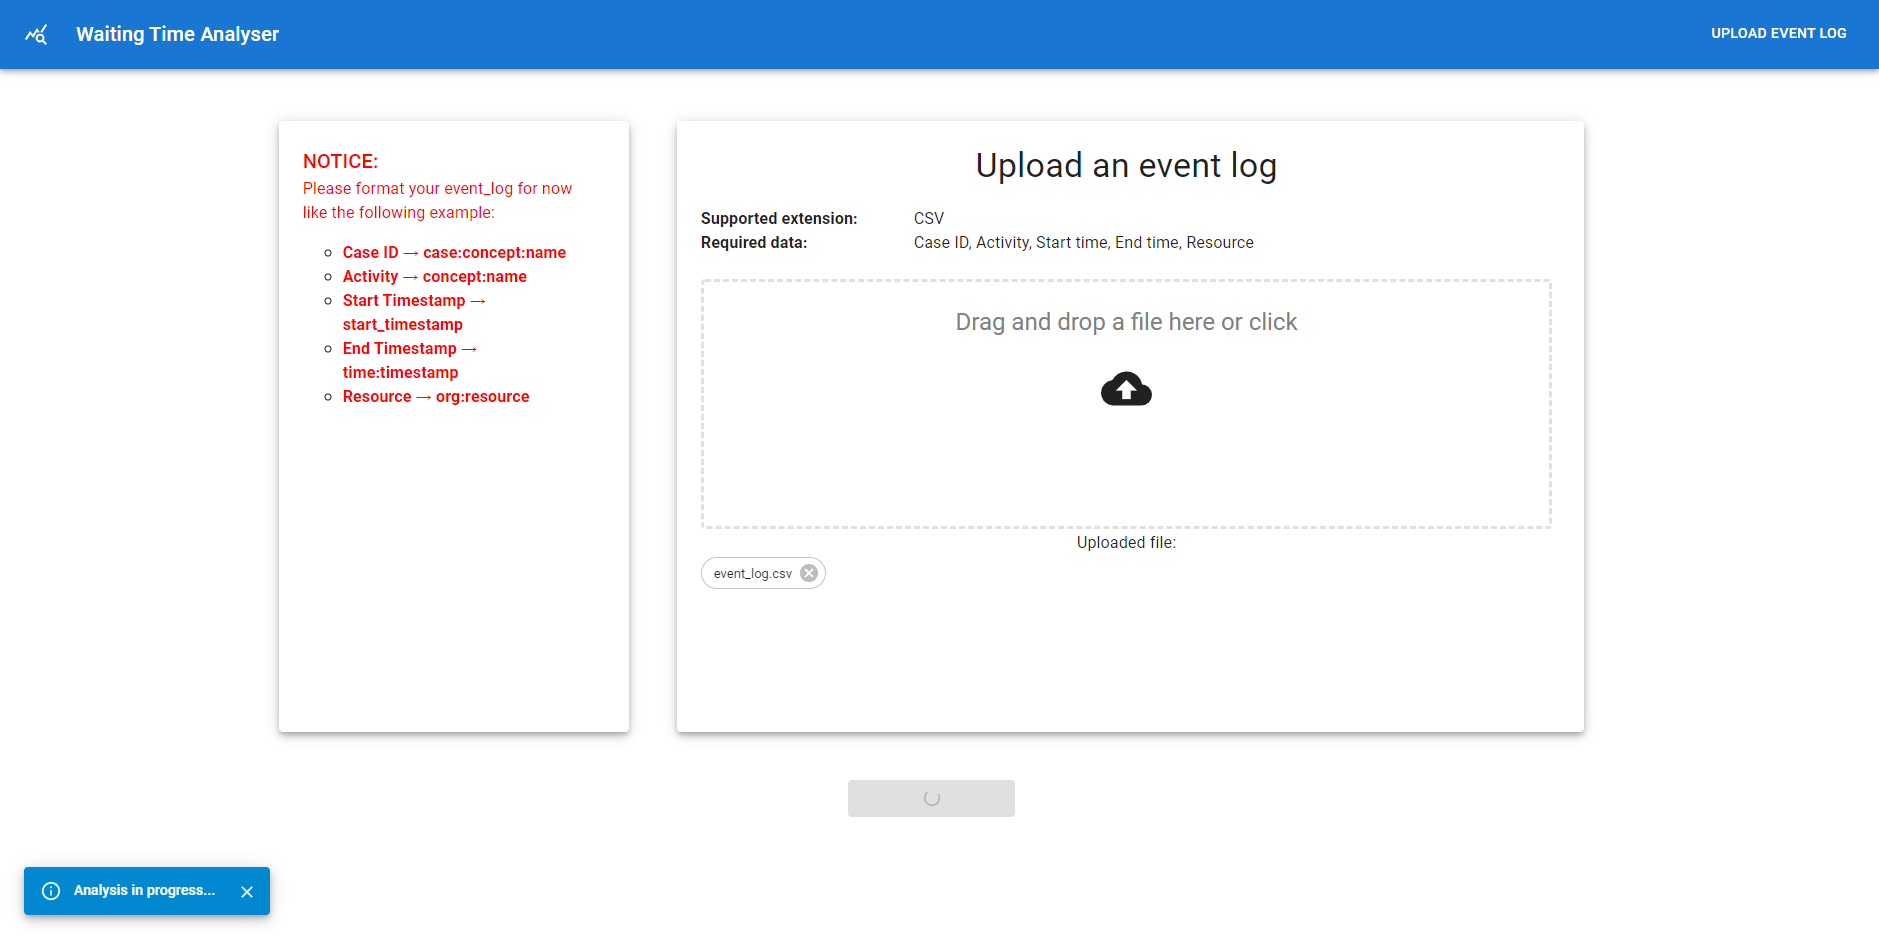 Waiting Time Analyser
UPLOAD EVENT LOG
NOTICE:
Please format your event_log for now
like the following example:
Case ID → case:concept:name
Activity → concept:name
Start Timestamp →
start_timestamp
End Timestamp →
time:timestamp
Resource → org:resource
Upload an event log
Supported extension: CSV
Required data: Case ID, Activity, Start time, End time, Resource
Drag and drop a file here or click
Uploaded file:
event_log.csv
Analysis in progress...